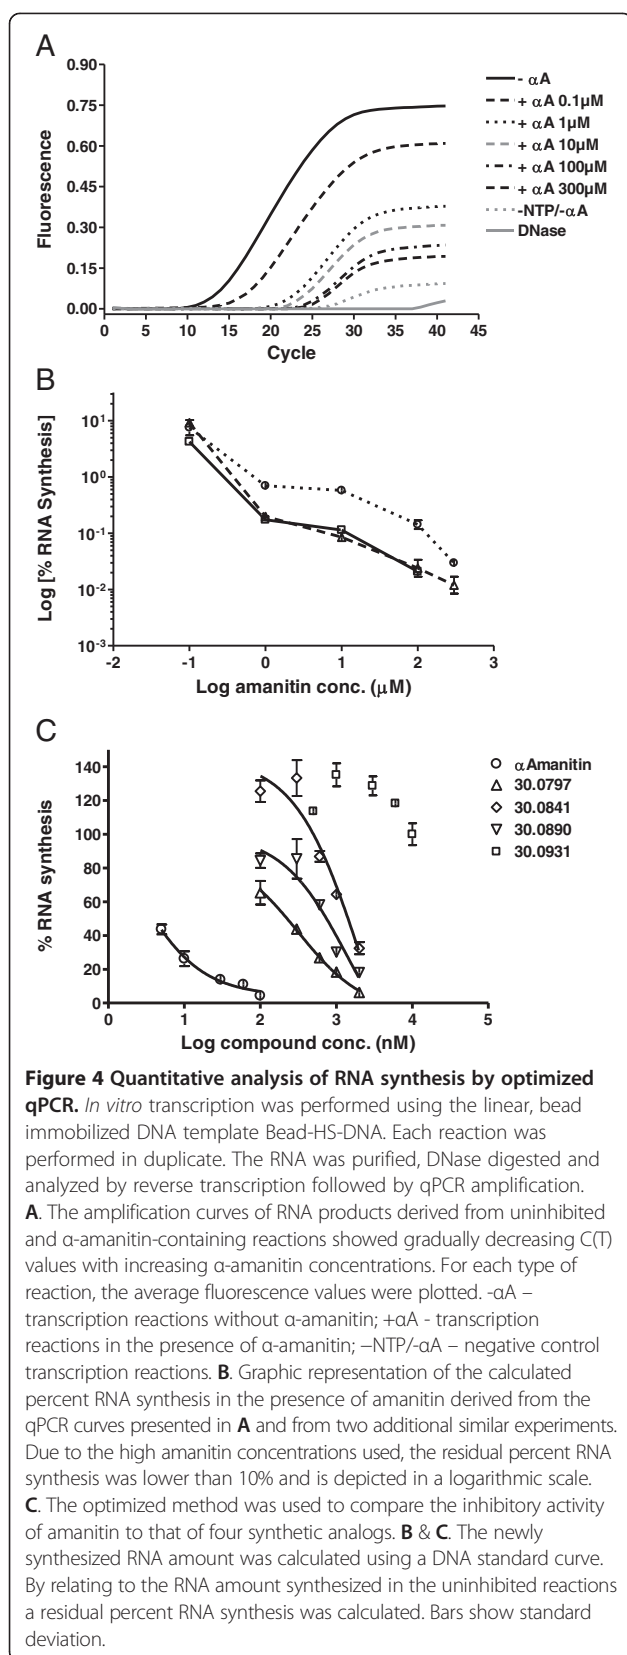 A
0.90
0.75
0.60
0.45
0.30
0.15
0.00
Fluorescence
0 5 10 15 20 25 30 35 40 45
Cycle
- αA
+ αA 0.1µM
+ αA 1µM
+ αA 10µM
+ αA 100µM
+ αA 300µM
-NTP/-αA
DNase
B
10¹
10⁰
10⁻¹
10⁻²
10⁻³
Log [% RNA Synthesis]
-2 -1 0 1 2 3
Log amanitin conc. (µM)
C
140
120
100
80
60
40
20
0
% RNA synthesis
0 1 2 3 4 5
Log compound conc. (nM)
αAmanitin
30.0797
30.0841
30.0890
30.0931
Figure 4 Quantitative analysis of RNA synthesis by optimized
qPCR. In vitro transcription was performed using the linear, bead
immobilized DNA template Bead-HS-DNA. Each reaction was
performed in duplicate. The RNA was purified, DNase digested and
analyzed by reverse transcription followed by qPCR amplification.
A. The amplification curves of RNA products derived from uninhibited
and α-amanitin-containing reactions showed gradually decreasing C(T)
values with increasing α-amanitin concentrations. For each type of
reaction, the average fluorescence values were plotted. -αA –
transcription reactions without α-amanitin; +αA - transcription
reactions in the presence of α-amanitin; −NTP/-αA – negative control
transcription reactions. B. Graphic representation of the calculated
percent RNA synthesis in the presence of amanitin derived from the
qPCR curves presented in A and from two additional similar experiments.
Due to the high amanitin concentrations used, the residual percent RNA
synthesis was lower than 10% and is depicted in a logarithmic scale.
C. The optimized method was used to compare the inhibitory activity
of amanitin to that of four synthetic analogs. B & C. The newly
synthesized RNA amount was calculated using a DNA standard curve.
By relating to the RNA amount synthesized in the uninhibited reactions
a residual percent RNA synthesis was calculated. Bars show standard
deviation.